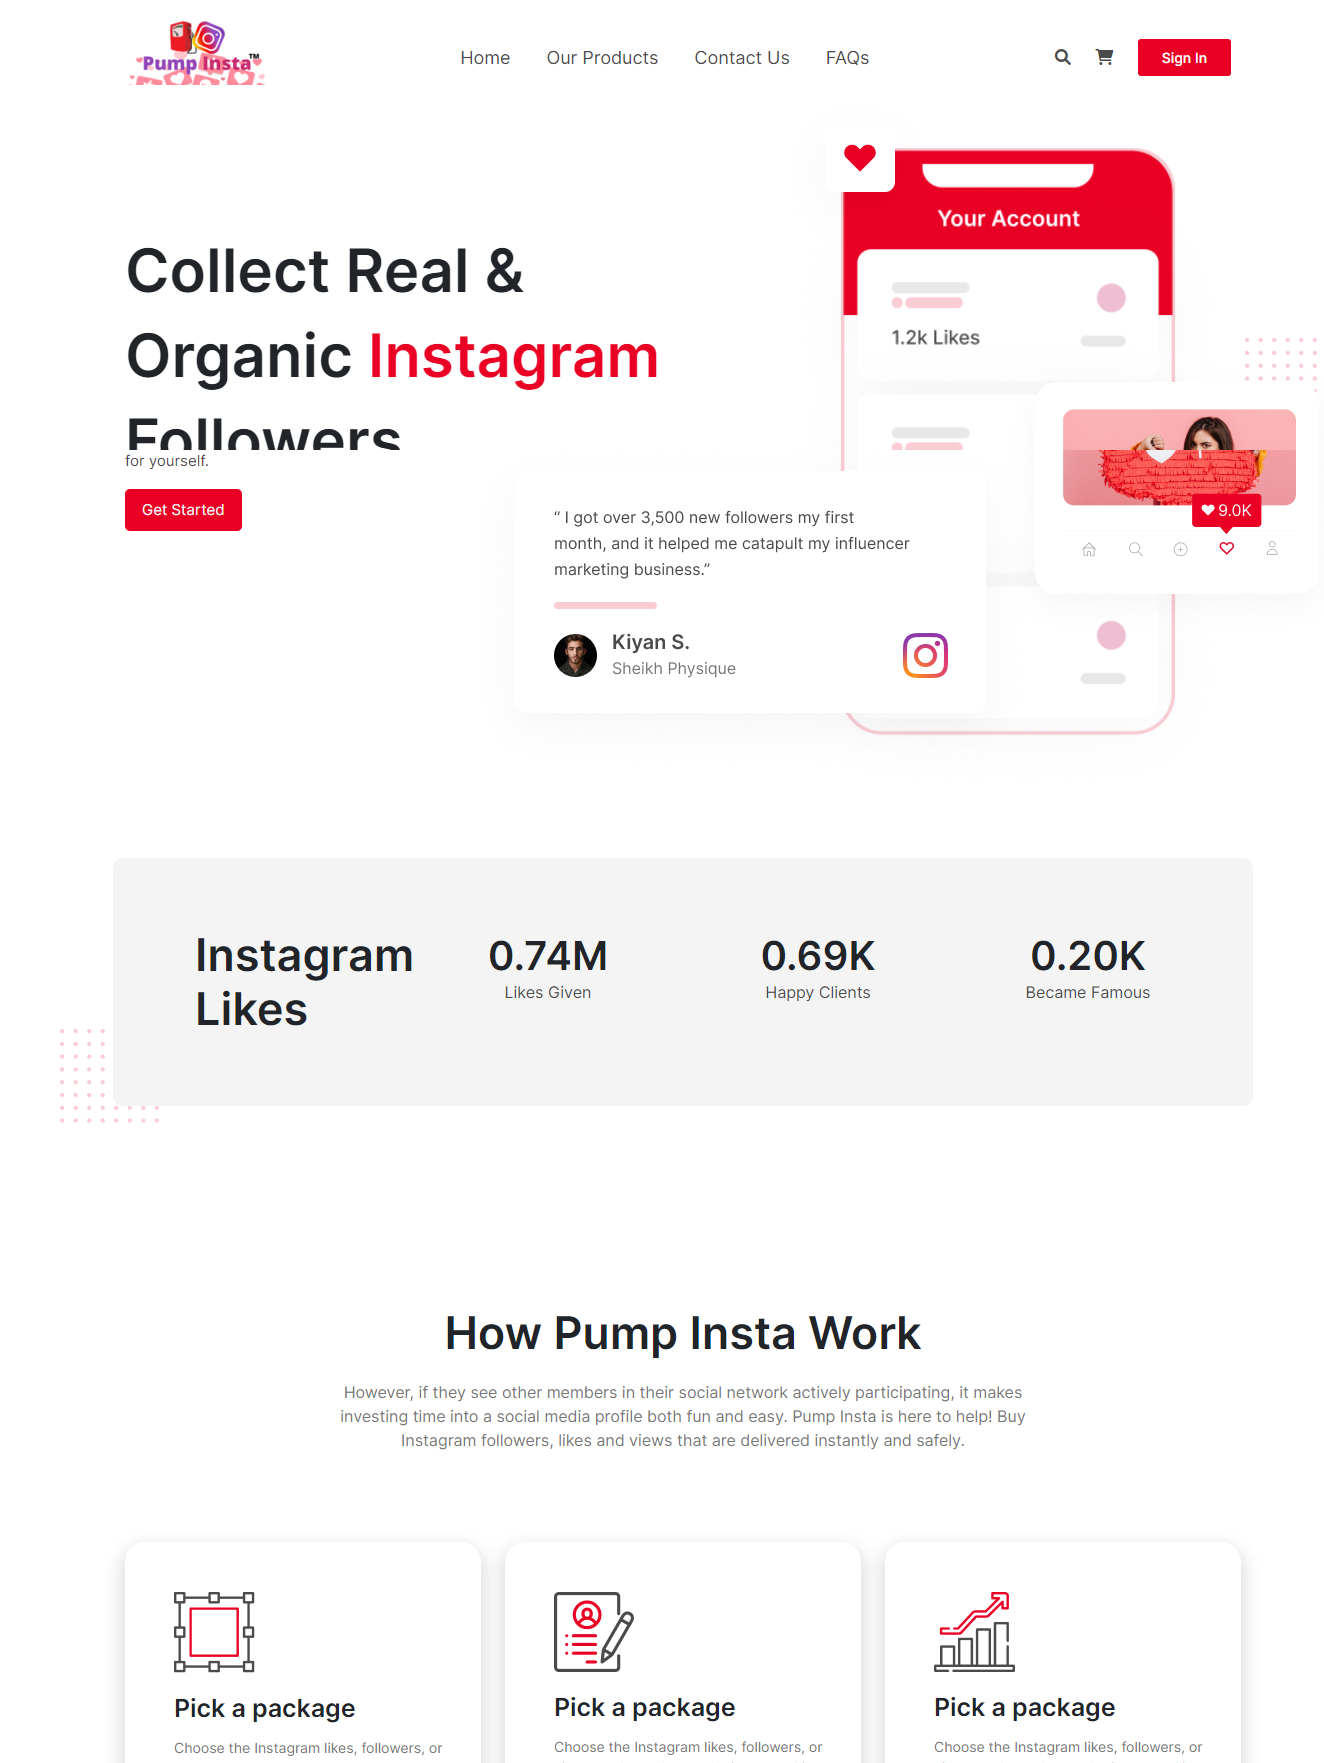 Pump Insta™
Home
Our Products
Contact Us
FAQs
Sign In
Your Account
Collect Real &
Organic Instagram
Followers
for yourself.
Get Started
1.2k Likes
9.0K
“ I got over 3,500 new followers my first
month, and it helped me catapult my influencer
marketing business.”
Kiyan S.
Sheikh Physique
Instagram
Likes
0.74M
Likes Given
0.69K
Happy Clients
0.20K
Became Famous
How Pump Insta Work
However, if they see other members in their social network actively participating, it makes
investing time into a social media profile both fun and easy. Pump Insta is here to help! Buy
Instagram followers, likes and views that are delivered instantly and safely.
Pick a package
Choose the Instagram likes, followers, or
Pick a package
Choose the Instagram likes, followers, or
Pick a package
Choose the Instagram likes, followers, or